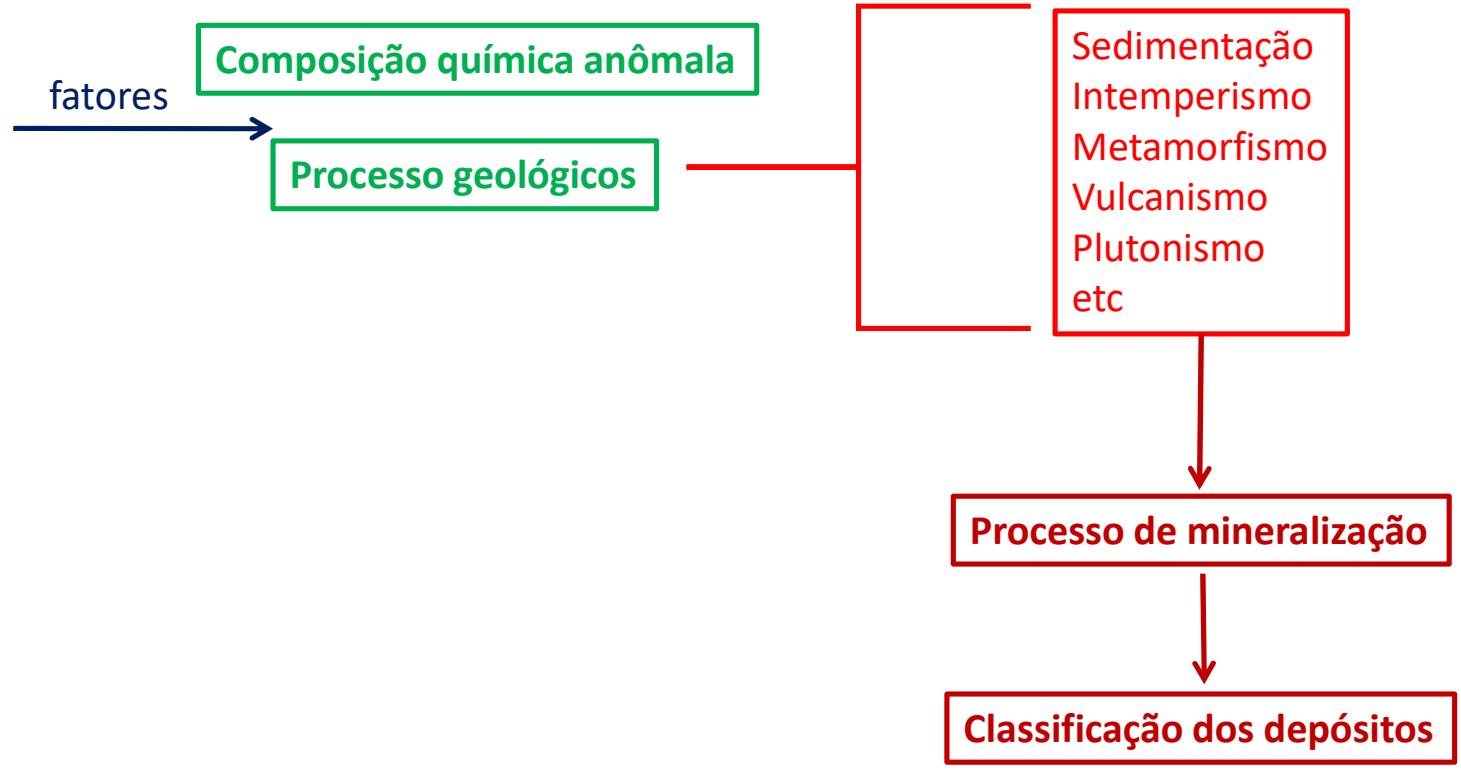 Composição química anômala
fatores
Processo geológicos
Sedimentação
Intemperismo
Metamorfismo
Vulcanismo
Plutonismo
etc
Processo de mineralização
Classificação dos depósitos